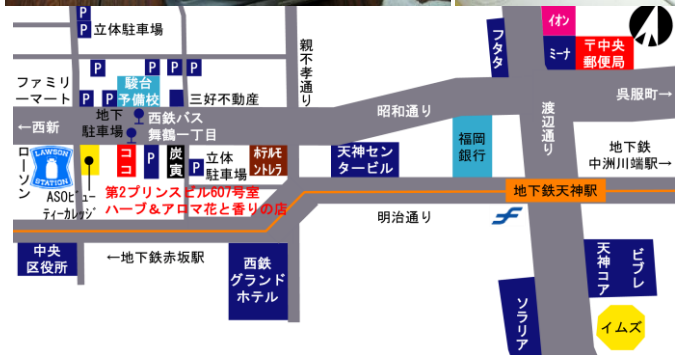 P
P 立体駐車場
イオン
フタタ
ミーナ
〒中央
郵便局
親不孝通り
P
P P P
ファミリ
ーマート
P P
駿台
予備校
三好不動産
昭和通り
呉服町→
渡辺通り
←西新
地下
駐車場
西鉄バス
舞鶴一丁目
ローソン
LAWSON
STATION
ココ
P
炭寅
P 立体
駐車場
ホテルモ
ントレラ
天神セン
タービル
福岡
銀行
地下鉄
中洲川端駅→
ASOビュー
ティーカレッジ
第2プリンスビル607号室
ハーブ&アロマ花と香りの店
地下鉄天神駅
明治通り
中央
区役所
←地下鉄赤坂駅
西鉄
グランド
ホテル
ソラリア
天神コア
ビブレ
イムズ